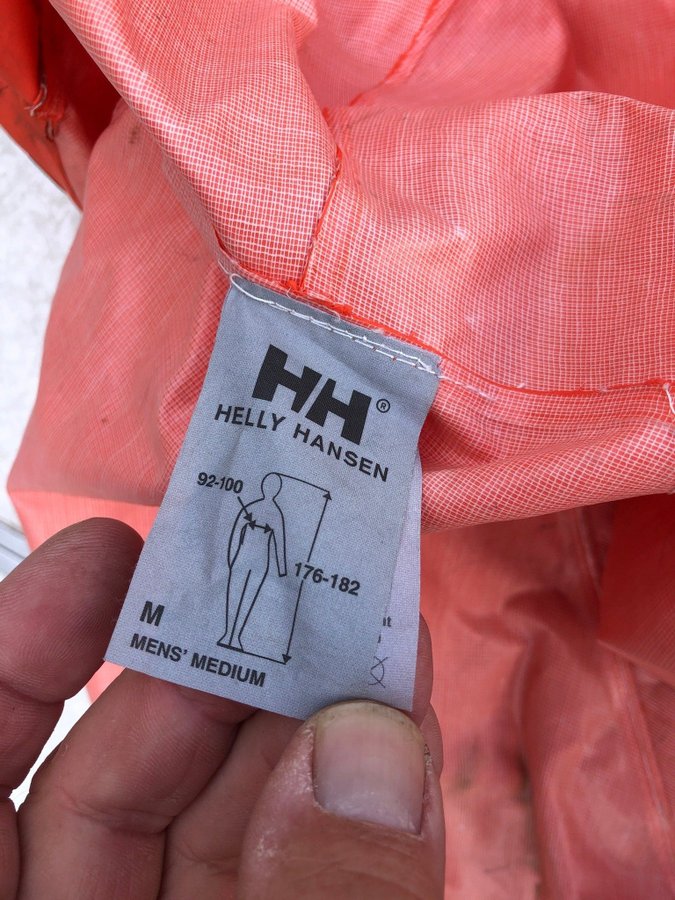 HH®
HELLY HANSEN
92-100
176-182
M
MENS' MEDIUM